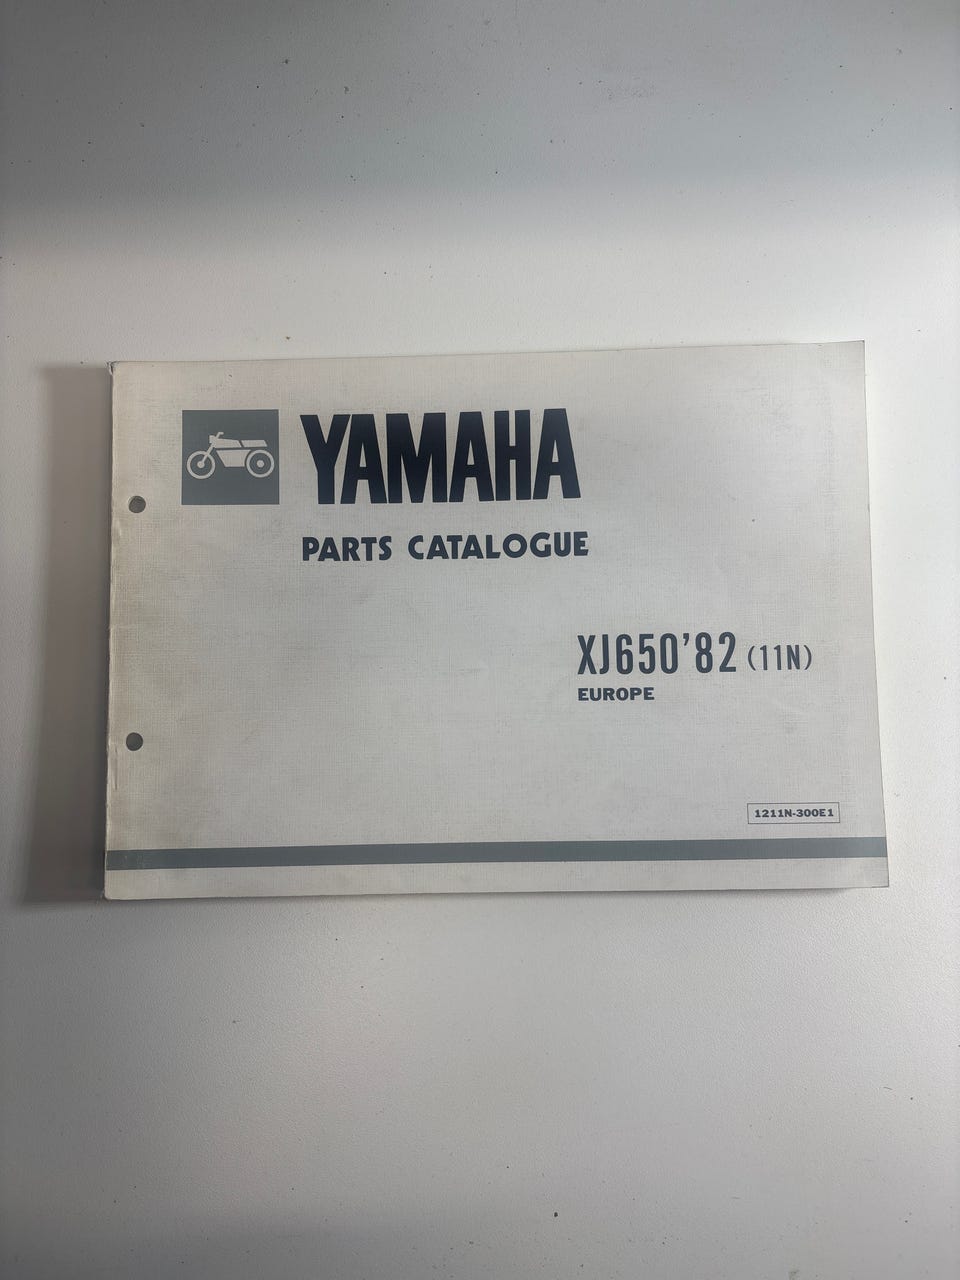 YAMAHA
PARTS CATALOGUE
XJ650'82 (11N)
EUROPE
1211N-300E1